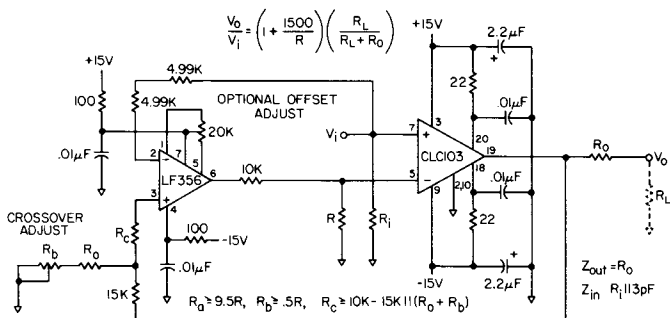 Vo/Vi = (1 + 1500/R) (RL/RL + Ro)
+15V
100
4.99K
4.99K
OPTIONAL OFFSET
ADJUST
20K
.01µF
1
7
5
2
LF356
6
3
4
10K
100
-15V
.01µF
CROSSOVER
ADJUST
Rb
Ro
Rc
15K
Vi
R
Ri
+15V
2.2µF
+
22
.01µF
3
7
+
20
CLC103
19
5
-
18
2,10
9
.01µF
22
-15V
+
2.2µF
Ro
Vo
RL
Zout = Ro
Zin Ri 113pF
Ra ≥ 9.5R, Rb ≥ .5R, Rc ≥ 10K - 15K11(Ro + Rb)